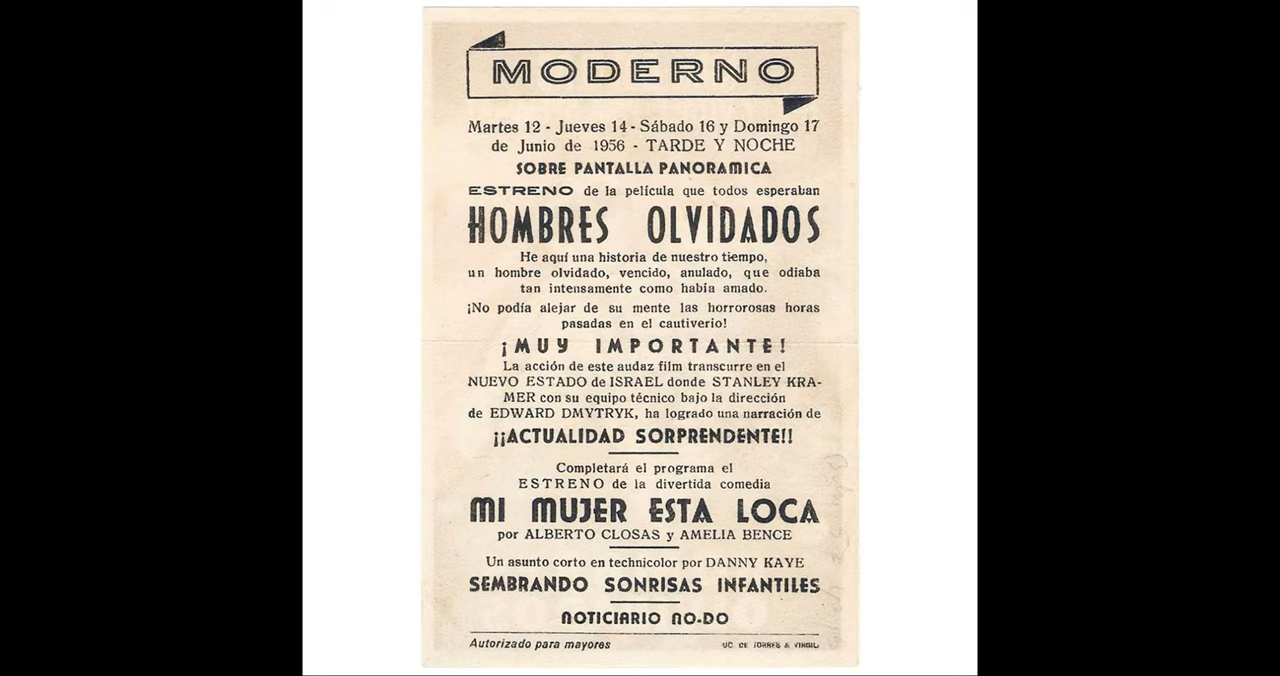 MODERNO
Martes 12 - Jueves 14 - Sábado 16 y Domingo 17
de Junio de 1956 - TARDE Y NOCHE
SOBRE PANTALLA PANORAMICA
ESTRENO de la película que todos esperaban
HOMBRES OLVIDADOS
He aquí una historia de nuestro tiempo,
un hombre olvidado, vencido, anulado, que odiaba
tan intensamente como había amado.
¡No podía alejar de su mente las horrorosas horas
pasadas en el cautiverio!
¡MUY IMPORTANTE!
La acción de este audaz film transcurre en el
NUEVO ESTADO de ISRAEL donde STANLEY KRA-
MER con su equipo técnico bajo la dirección
de EDWARD DMYTRYK, ha logrado una narración de
¡¡ACTUALIDAD SORPRENDENTE!!
Completará el programa el
ESTRENO de la divertida comedia
MI MUJER ESTA LOCA
por ALBERTO CLOSAS y AMELIA BENCE
Un asunto corto en technicolor por DANNY KAYE
SEMBRANDO SONRISAS INFANTILES
NOTICIARIO NO-DO
Autorizado para mayores
DE TORRES & VIRGILI